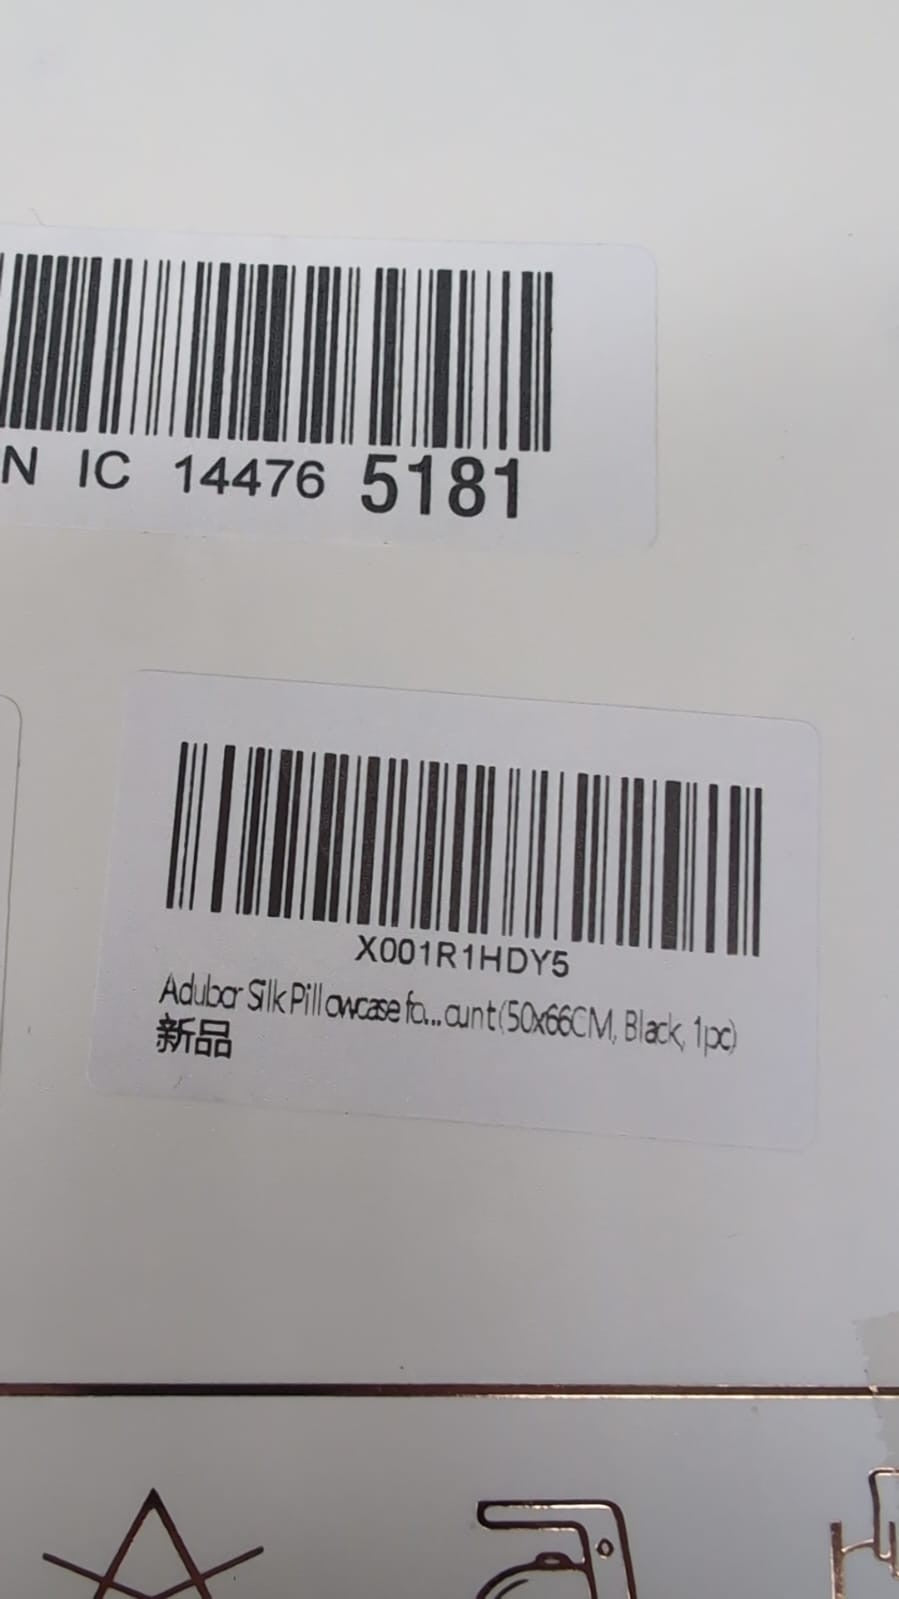 N IC 14476 5181
X001R1HDY5
Adubor Silk Pillowcase fo...ount (50x66CM, Black, 1pc)
新品